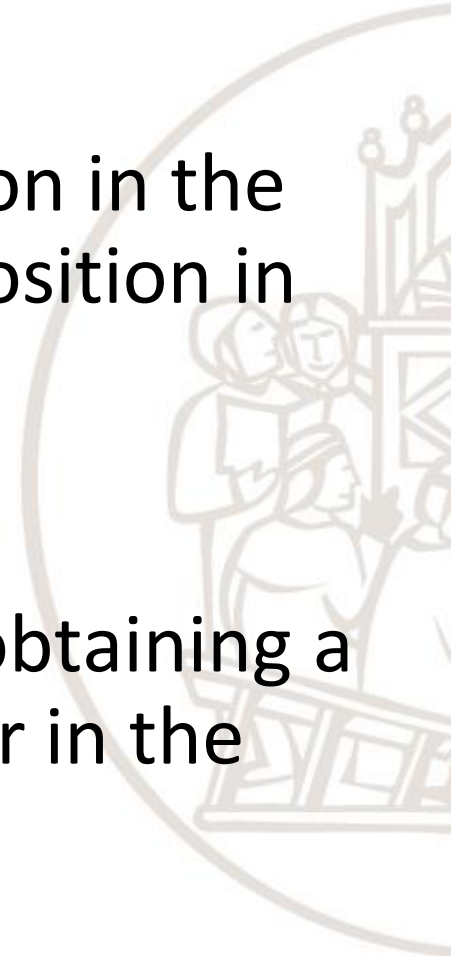 on in the
osition in
obtaining a
r in the